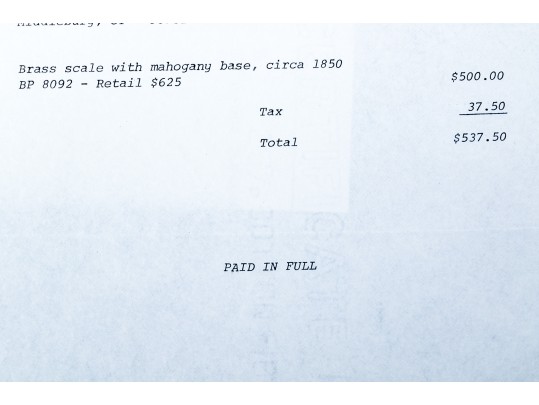 Brass scale with mahogany base, circa 1850
BP 8092 - Retail $625 $500.00
Tax 37.50
Total $537.50
PAID IN FULL